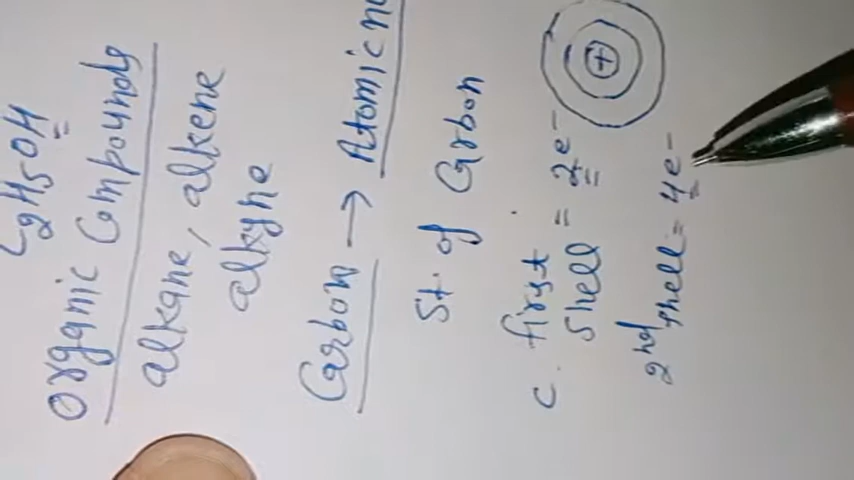 C2H5OH
Organic Compounds
alkane, alkene
alkyne
Carbon → Atomic no
St. of Carbon
C. first shell = 2e-
+
2nd shell = 4e-